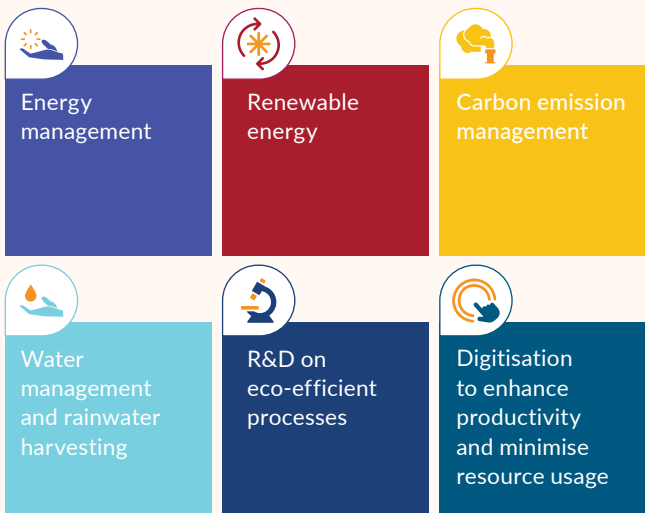 Energy
management
Renewable
energy
Carbon emission
management
Water
management
and rainwater
harvesting
R&D on
eco-efficient
processes
Digitisation
to enhance
productivity
and minimise
resource usage